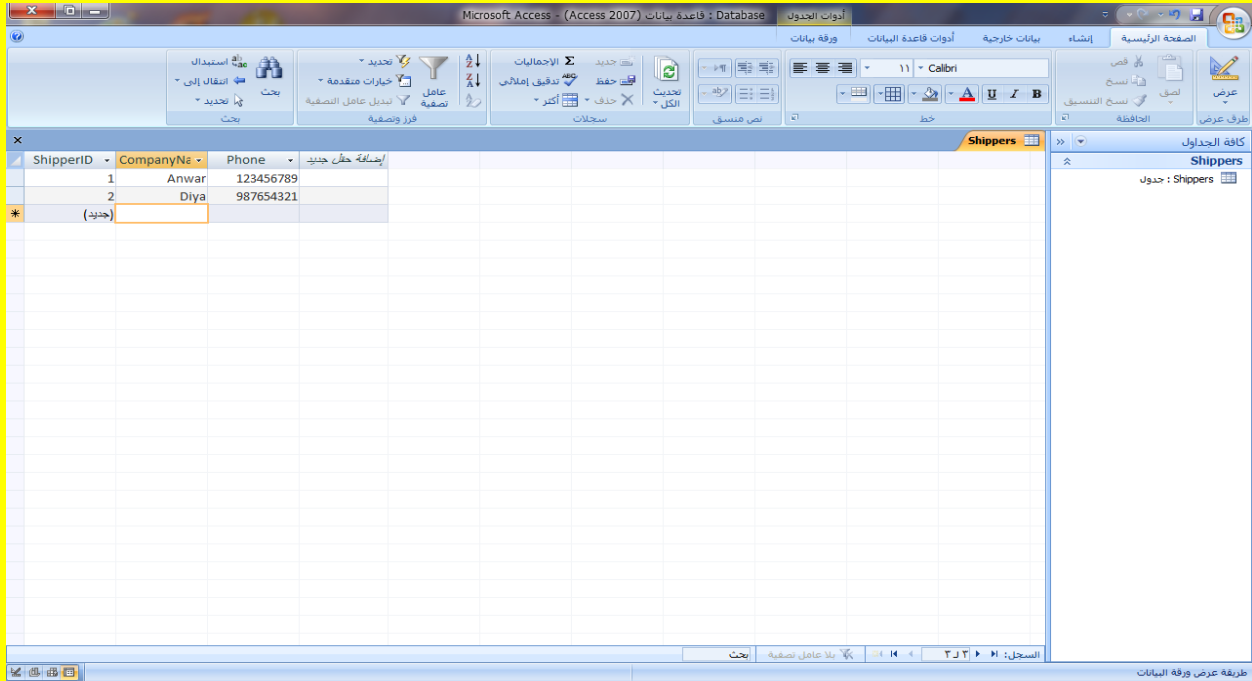 أدوات الجدول
Database : قاعدة بيانات (Access 2007) - Microsoft Access
الصفحة الرئيسية إنشاء بيانات خارجية أدوات قاعدة البيانات ورقة بيانات
عرض
طرق عرض
لصق
قص
نسخ
نسخ التنسيق
الحافظة
Calibri ١١
B I U A
خط
نص منسق
تحديث الكل
جديد
حفظ
حذف
الإجماليات
تدقيق إملائي
أكثر
سجلات
عامل تصفية
تحديد
خيارات متقدمة
تبديل عامل التصفية
فرز وتصفية
بحث
استبدال
انتقال إلى
تحديد
بحث
كافة الجداول
Shippers
Shippers : جدول
Shippers
ShipperID CompanyNa Phone إضافة حقل جديد
1 Anwar 123456789
2 Diya 987654321
(جديد)
السجل: ٣ لـ ٣ بلا عامل تصفية بحث
طريقة عرض ورقة البيانات